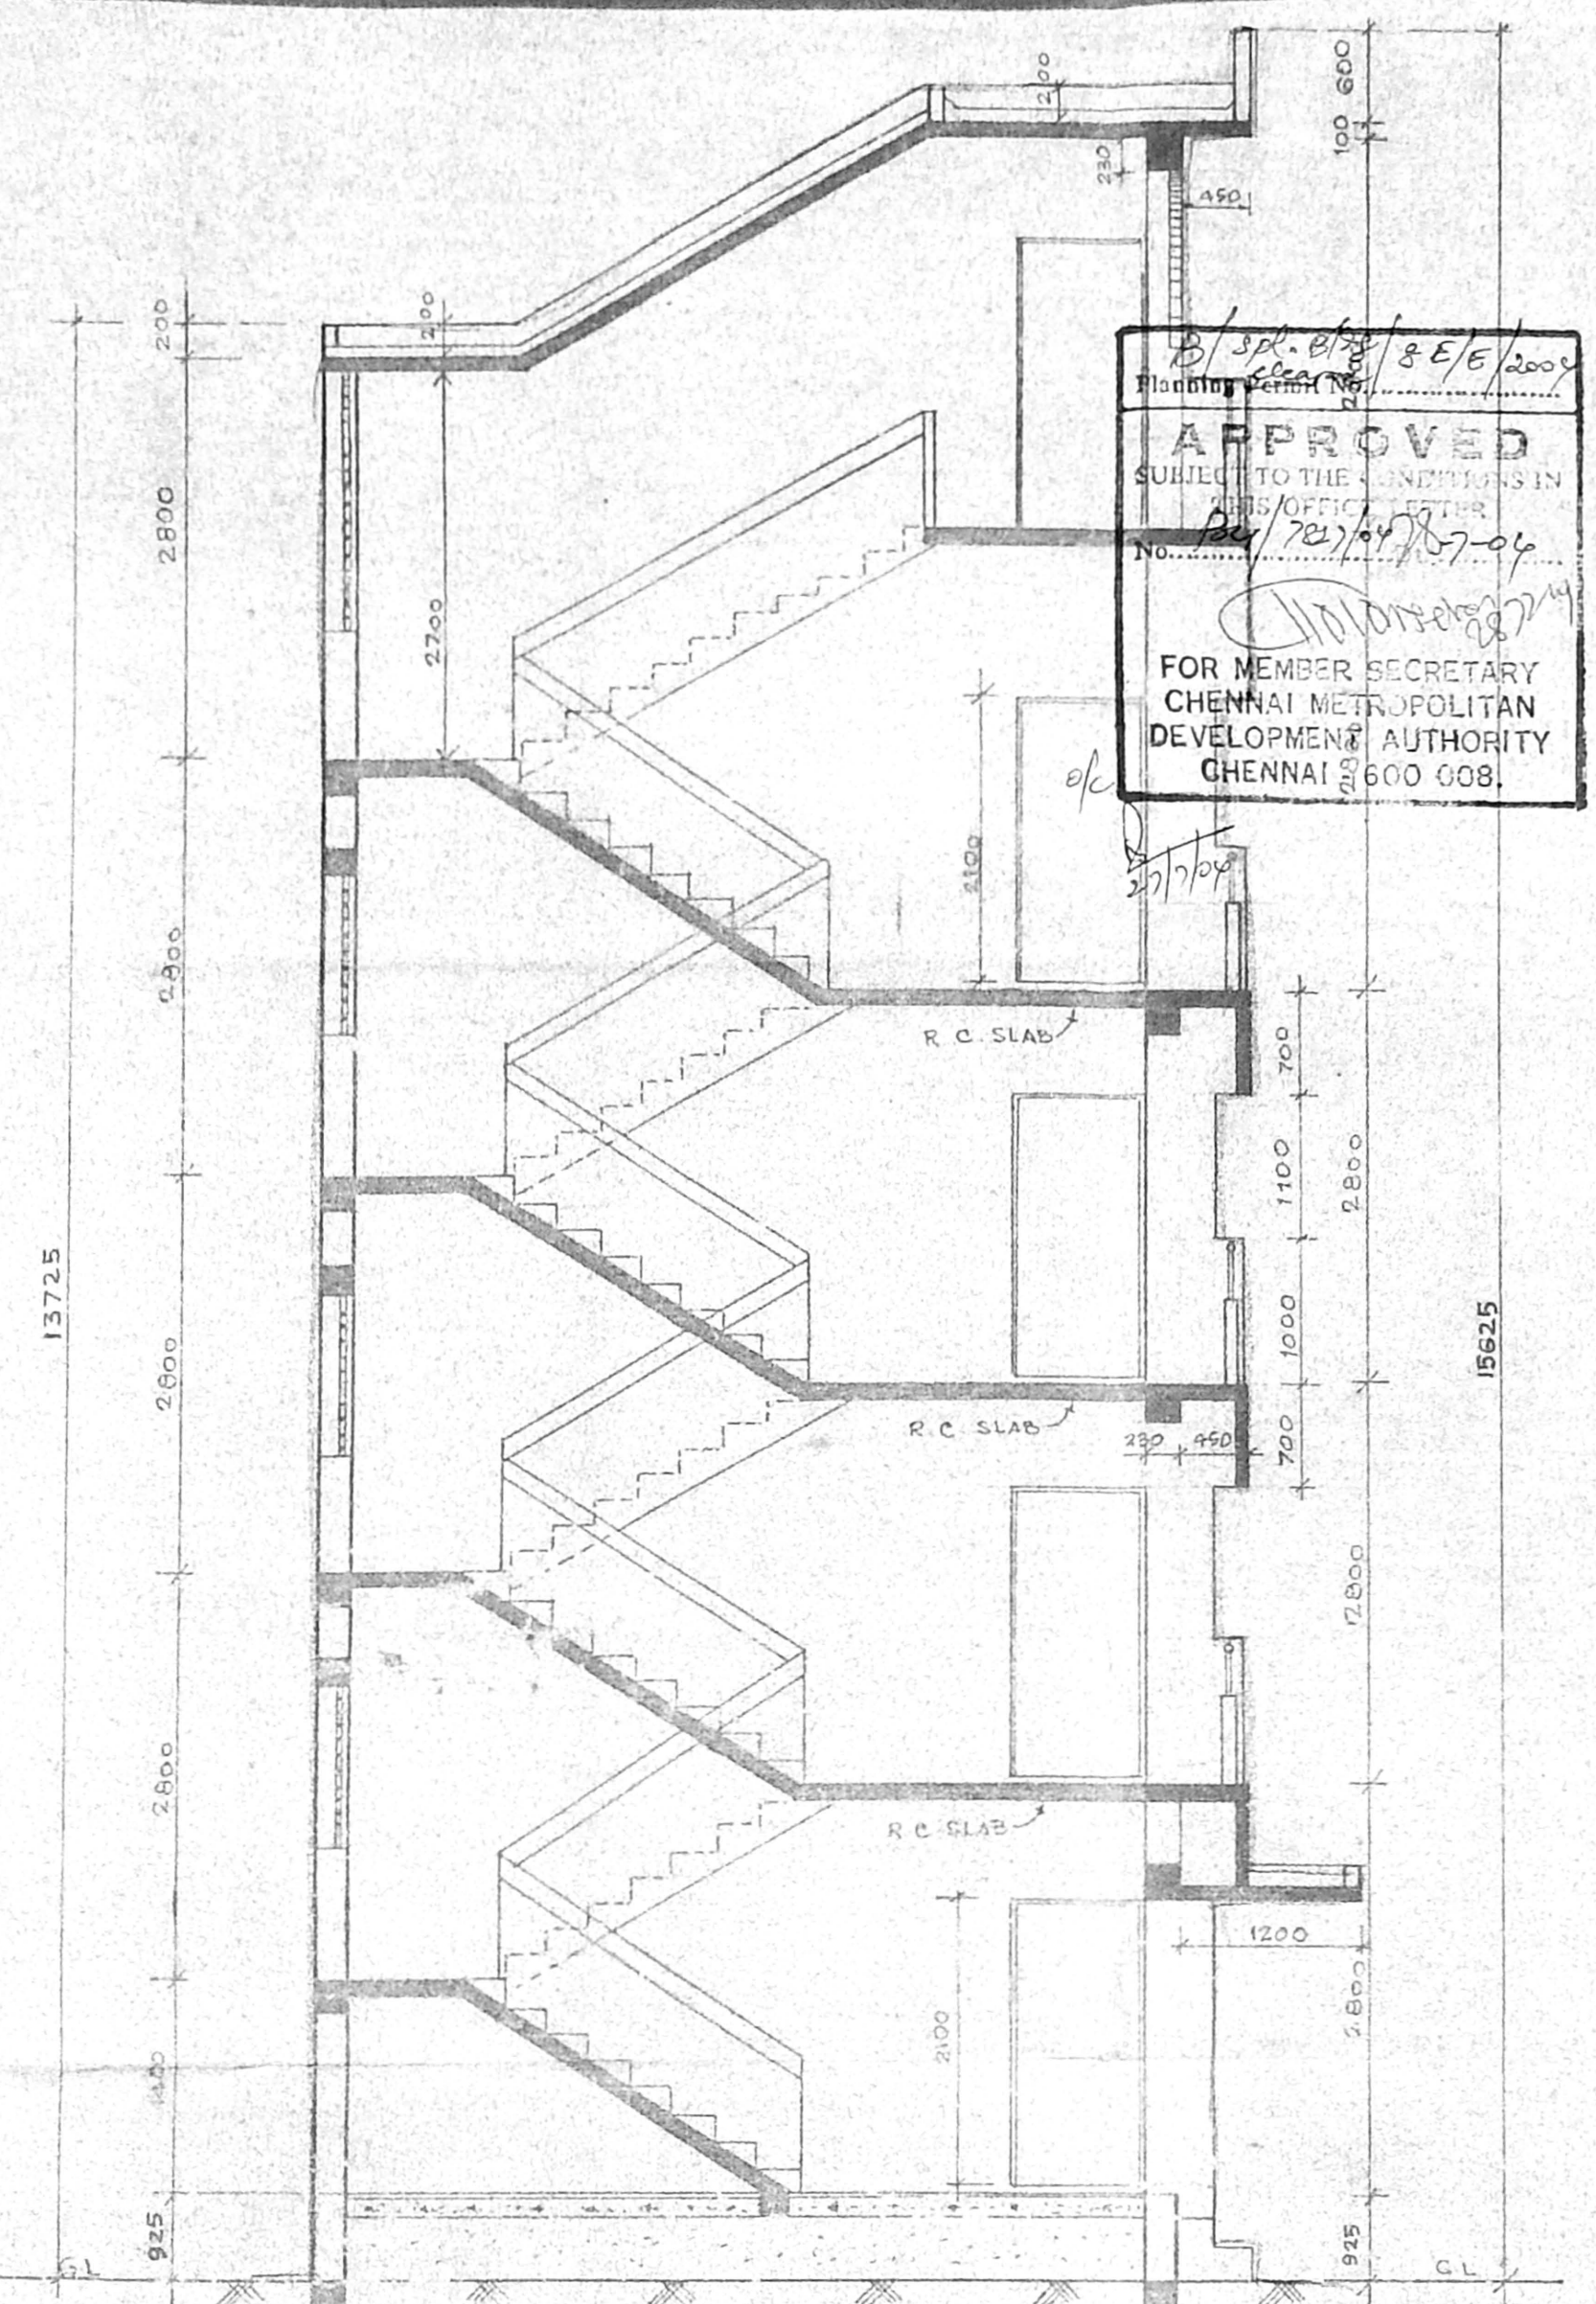 200
600
100
230
450
200
200
2800
2700
Planning Permit No.
APPROVED
SUBJECT TO THE CONDITIONS IN
THIS OFFICE LETTER
No.
FOR MEMBER SECRETARY
CHENNAI METROPOLITAN
DEVELOPMENT AUTHORITY
CHENNAI 600 008.
2800
2100
27/7/04
R C. SLAB
700
1100
2800
1000
13725
15625
2800
R.C SLAB
230
450
700
2800
2800
R C SLAB
1200
2800
2100
1400
925
925
GL
GL